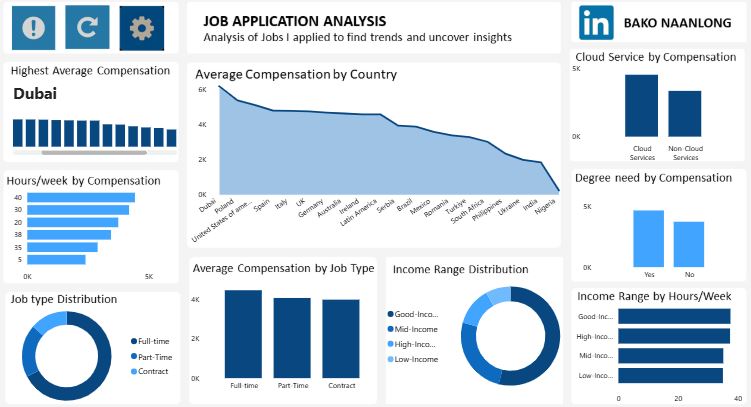 JOB APPLICATION ANALYSIS
Analysis of Jobs I applied to find trends and uncover insights
in
BAKO NAANLONG
Highest Average Compensation
Dubai
Average Compensation by Country
6K
4K
2K
0K
Dubai
Poland
United States of ame...
Spain
Italy
UK
Germany
Australia
Ireland
Latin America
Serbia
Brazil
Mexico
Romania
Turkiye
South Africa
Philippines
Ukraine
India
Nigeria
Cloud Service by Compensation
5K
0K
Cloud
Services
Non-Cloud
Services
Hours/week by Compensation
40
30
20
38
35
5
0K
5K
Degree need by Compensation
5K
0K
Yes
No
Job type Distribution
Full-time
Part-Time
Contract
Average Compensation by Job Type
4K
2K
0K
Full-time
Part-Time
Contract
Income Range Distribution
Good-Inco...
Mid-Income
High-Inco...
Low-Income
Income Range by Hours/Week
Good-Inc...
High-Inco...
Mid-Inco...
Low-Inco...
0
20
40